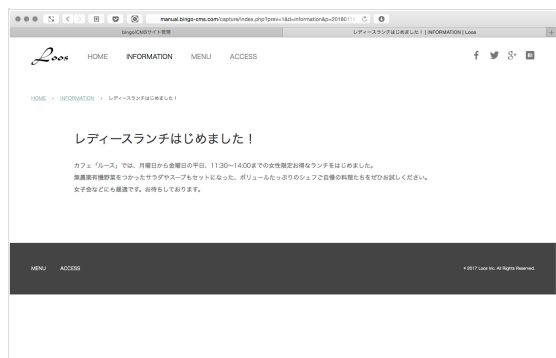 manual.bingo-cms.com/capture/index.php?prev=1&d=information&p=201801
bingo!CMSサイト管理
レディースランチはじめました！ | INFORMATION | Loos
Loos HOME INFORMATION MENU ACCESS
HOME > INFORMATION > レディースランチはじめました！
レディースランチはじめました！
カフェ「ルース」では、月曜日から金曜日の平日、11:30〜14:00までの女性限定お得なランチをはじめました。
無農薬有機野菜をつかったサラダやスープもセットになった、ボリュームたっぷりのシェフご自慢の料理たちをぜひお試しください。
女子会などにも最適です。お待ちしております。
MENU ACCESS
© 2017 Loos Inc. All Rights Reserved.